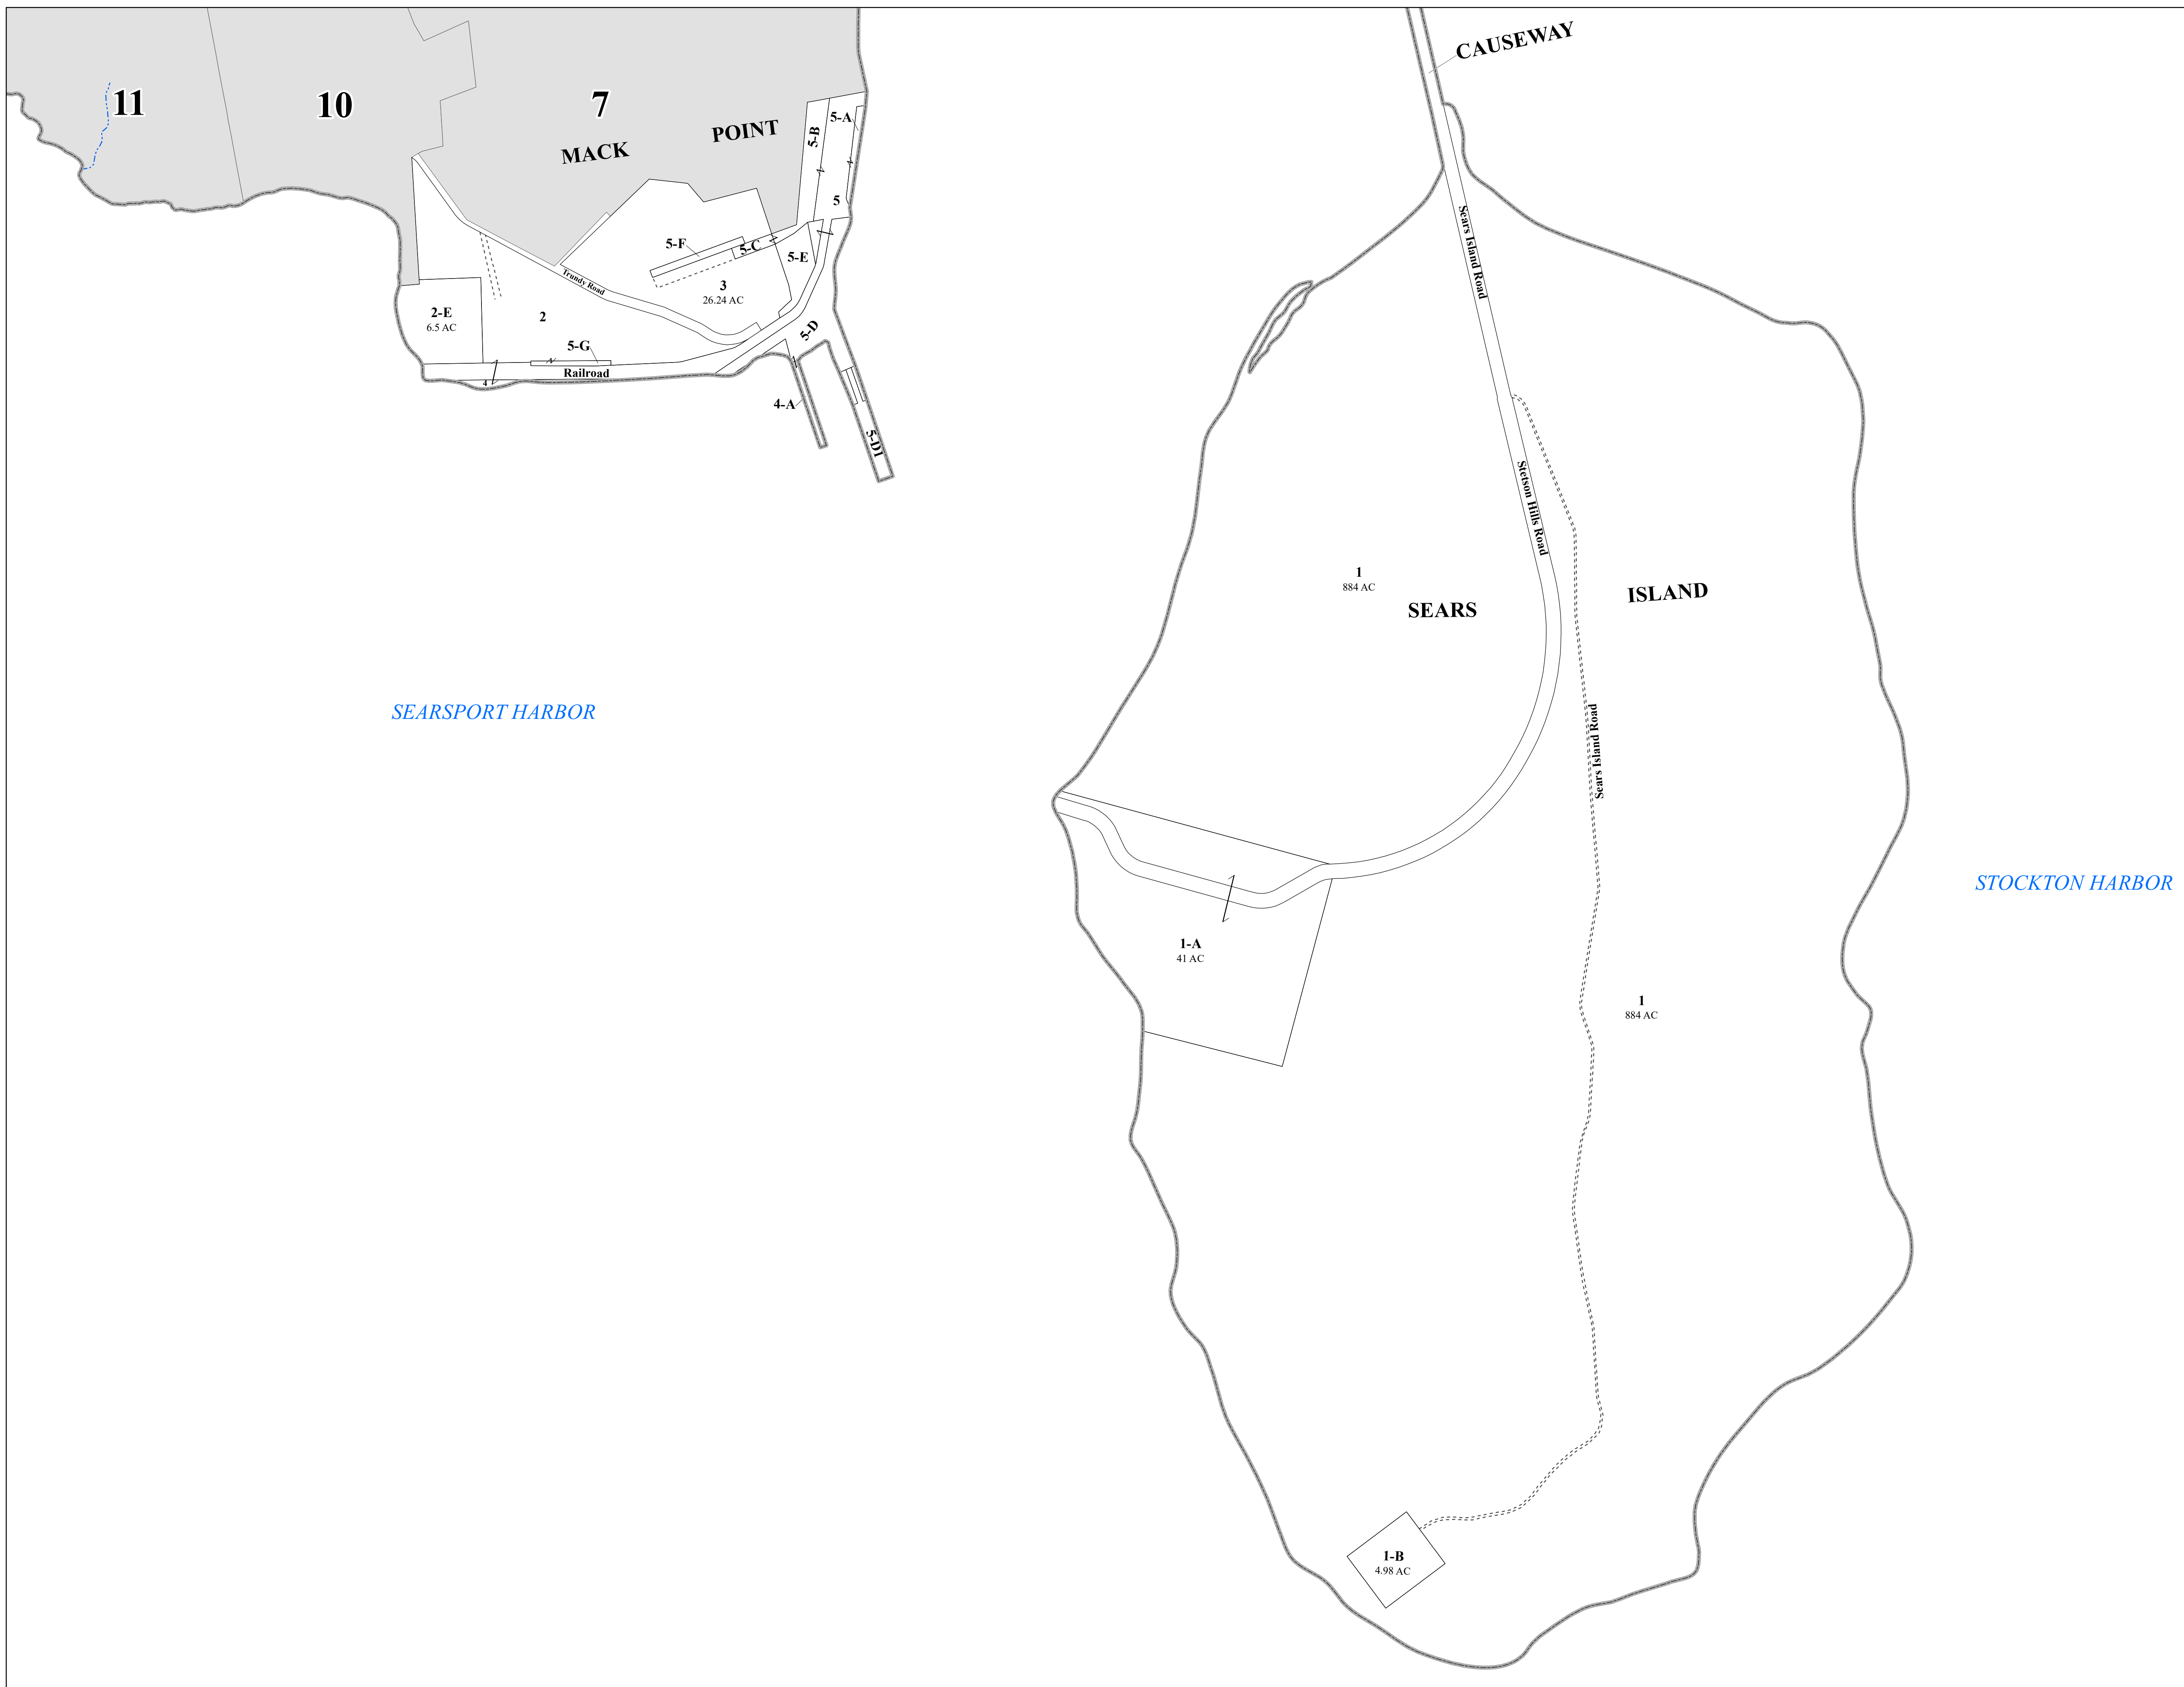 CAUSEWAY
11
10
7
MACK
POINT
5-B
5-A
5
5-F
5-C
5-E
3
26.24 AC
Trundy Road
2-E
6.5 AC
2
5-D
5-G
Railroad
4
4-A
5-D1
Sears Island Road
Stetson Hills Road
1
884 AC
SEARS
ISLAND
SEARSPORT HARBOR
Sears Island Road
STOCKTON HARBOR
1-A
41 AC
1
884 AC
1-B
4.98 AC